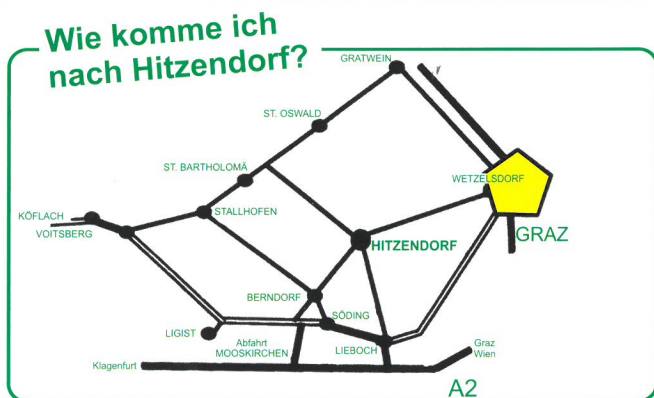 Wie komme ich
nach Hitzendorf?
GRATWEIN
ST. OSWALD
ST. BARTHOLOMÄ
WETZELSDORF
KÖFLACH
STALLHOFEN
VOITSBERG
HITZENDORF
GRAZ
BERNDORF
SÖDING
LIGIST
Abfahrt
MOOSKIRCHEN
LIEBOCH
Graz
Wien
Klagenfurt
A2